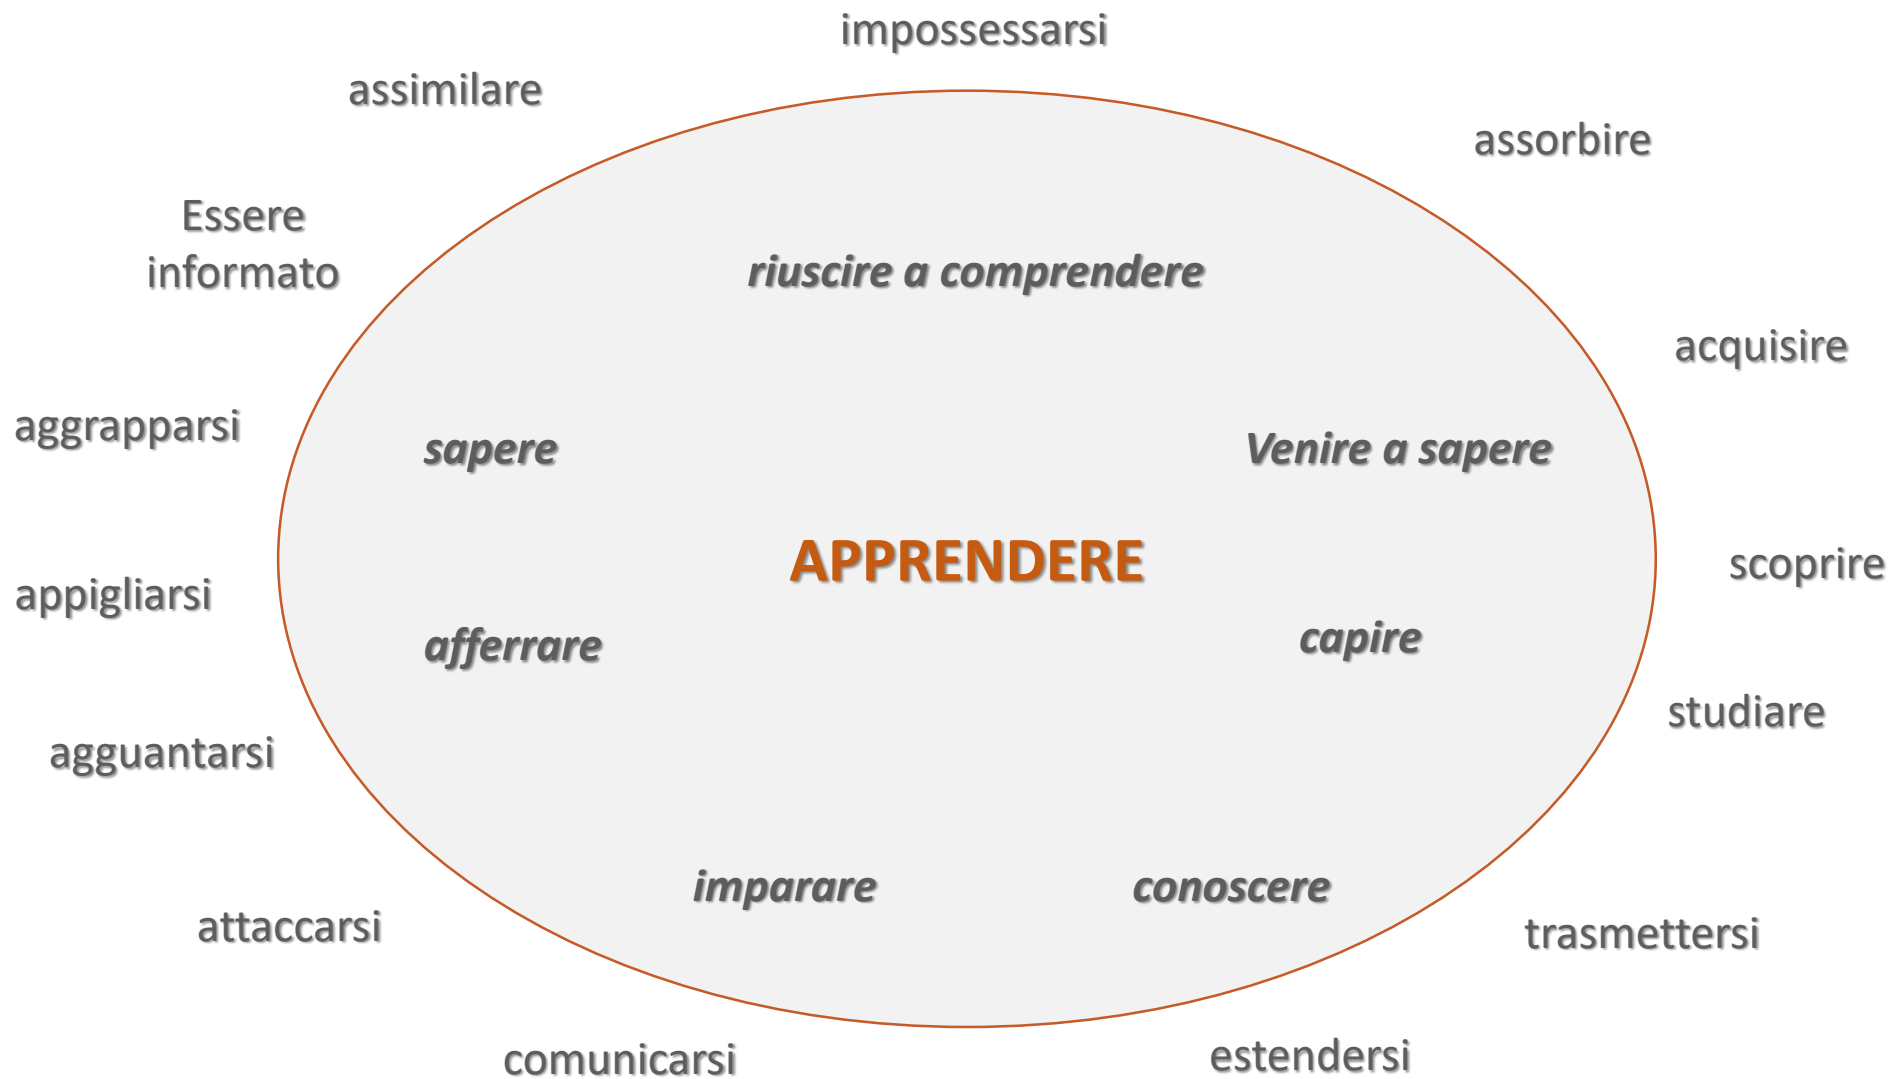 impossessarsi
assimilare
assorbire
Essere
informato
riuscire a comprendere
acquisire
aggrapparsi
sapere
Venire a sapere
APPRENDERE
scoprire
appigliarsi
afferrare
capire
studiare
agguantarsi
imparare
conoscere
attaccarsi
trasmettersi
comunicarsi
estendersi